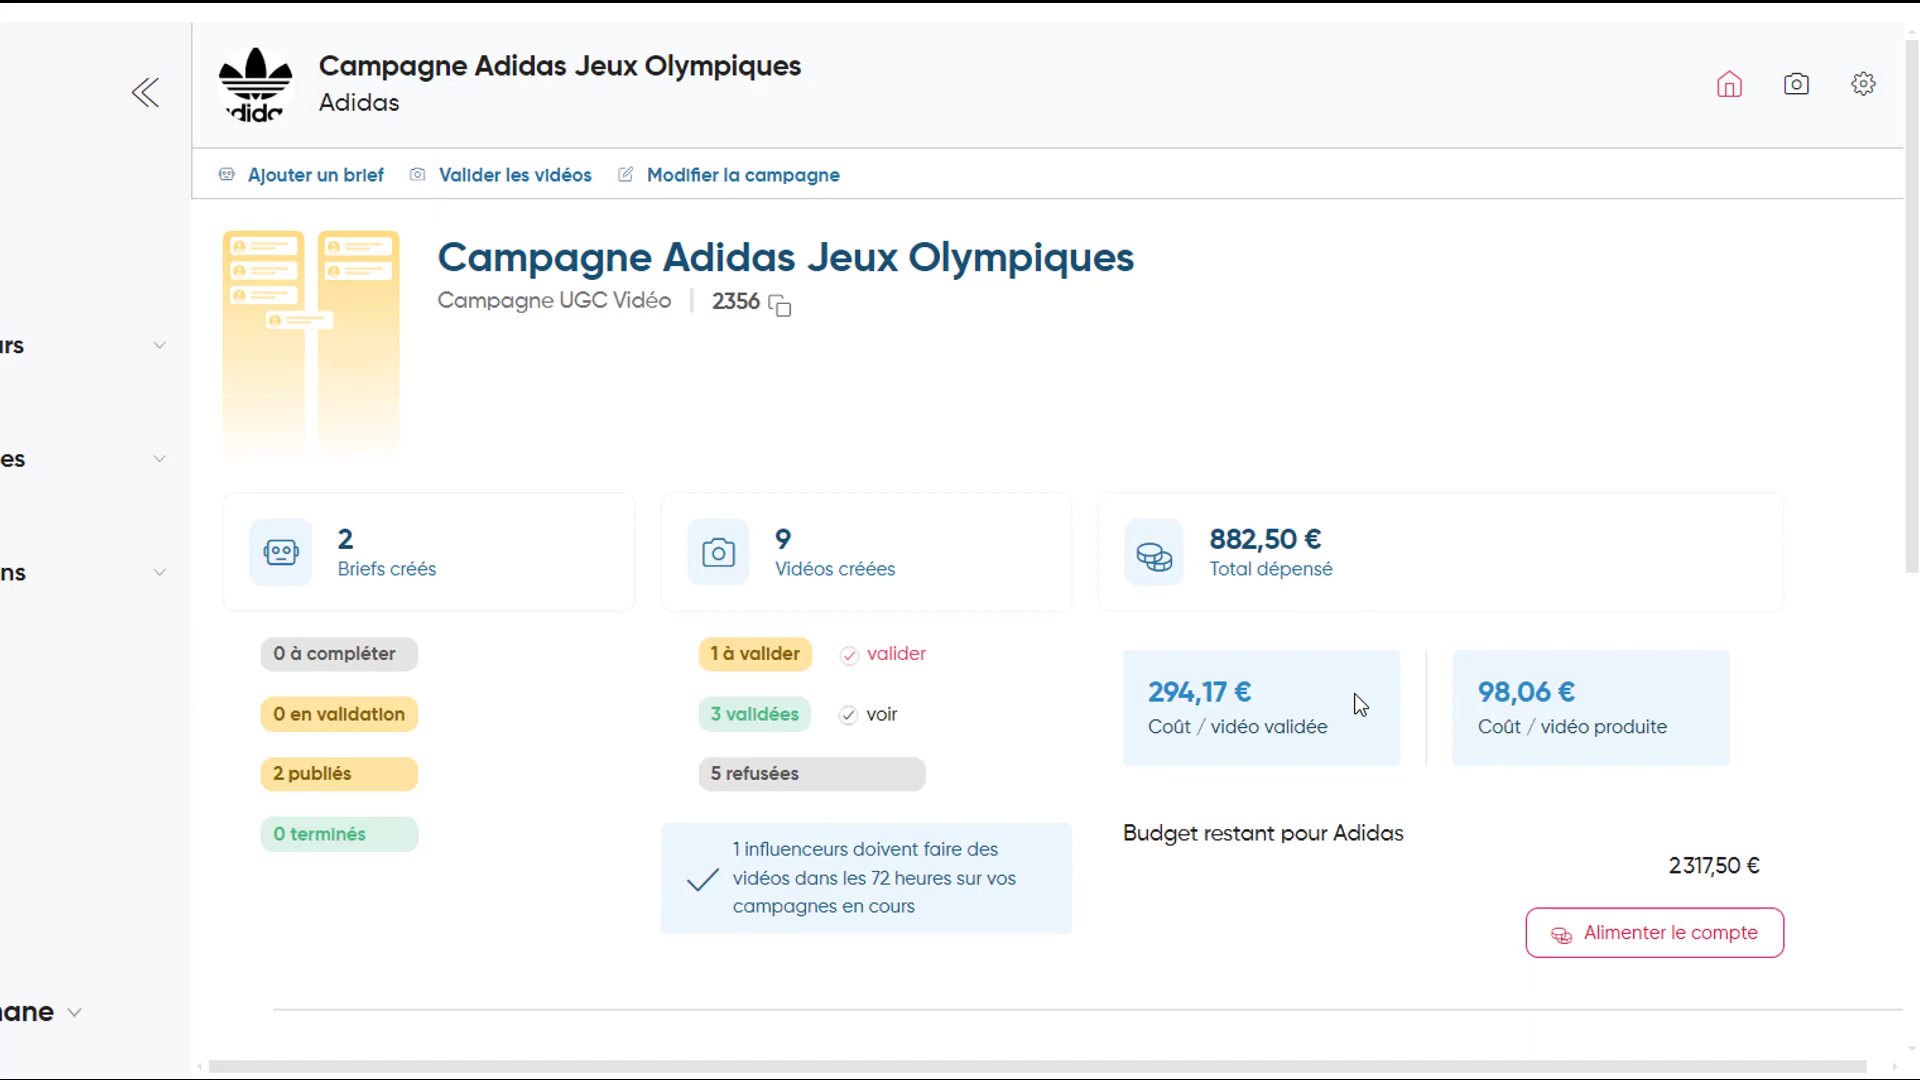 Campagne Adidas Jeux Olympiques
Adidas
Ajouter un brief
Valider les vidéos
Modifier la campagne
Campagne Adidas Jeux Olympiques
Campagne UGC Vidéo
2356
2
Briefs créés
9
Vidéos créées
882,50 €
Total dépensé
0 à compléter
0 en validation
2 publiés
0 terminés
1 à valider
valider
3 validées
voir
5 refusées
1 influenceurs doivent faire des
vidéos dans les 72 heures sur vos
campagnes en cours
294,17 €
Coût / vidéo validée
98,06 €
Coût / vidéo produite
Budget restant pour Adidas
2 317,50 €
Alimenter le compte